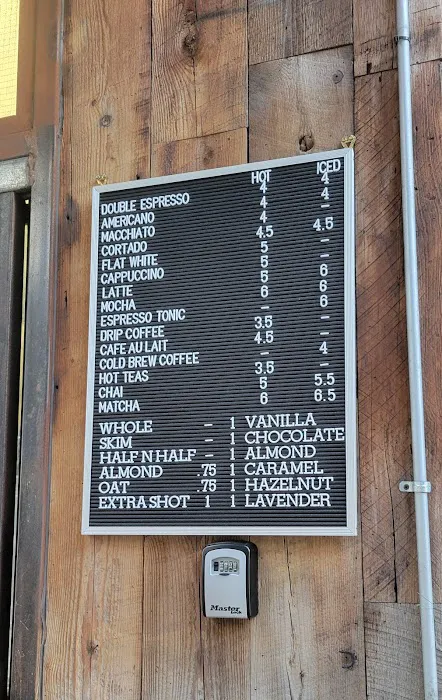 HOT ICED
DOUBLE ESPRESSO 4 4
AMERICANO 4 4
MACCHIATO 4 –
CORTADO 4.5 4.5
FLAT WHITE 5 –
CAPPUCCINO 5 –
LATTE 5 6
MOCHA 6 6
ESPRESSO TONIC – 6
DRIP COFFEE 3.5 –
CAFE AU LAIT 4.5 –
COLD BREW COFFEE – 4
HOT TEAS 3.5 –
CHAI 5 5.5
MATCHA 6 6.5
WHOLE – 1 VANILLA
SKIM – 1 CHOCOLATE
HALF N HALF – 1 ALMOND
ALMOND .75 1 CARAMEL
OAT .75 1 HAZELNUT
EXTRA SHOT 1 1 LAVENDER
Master Lock